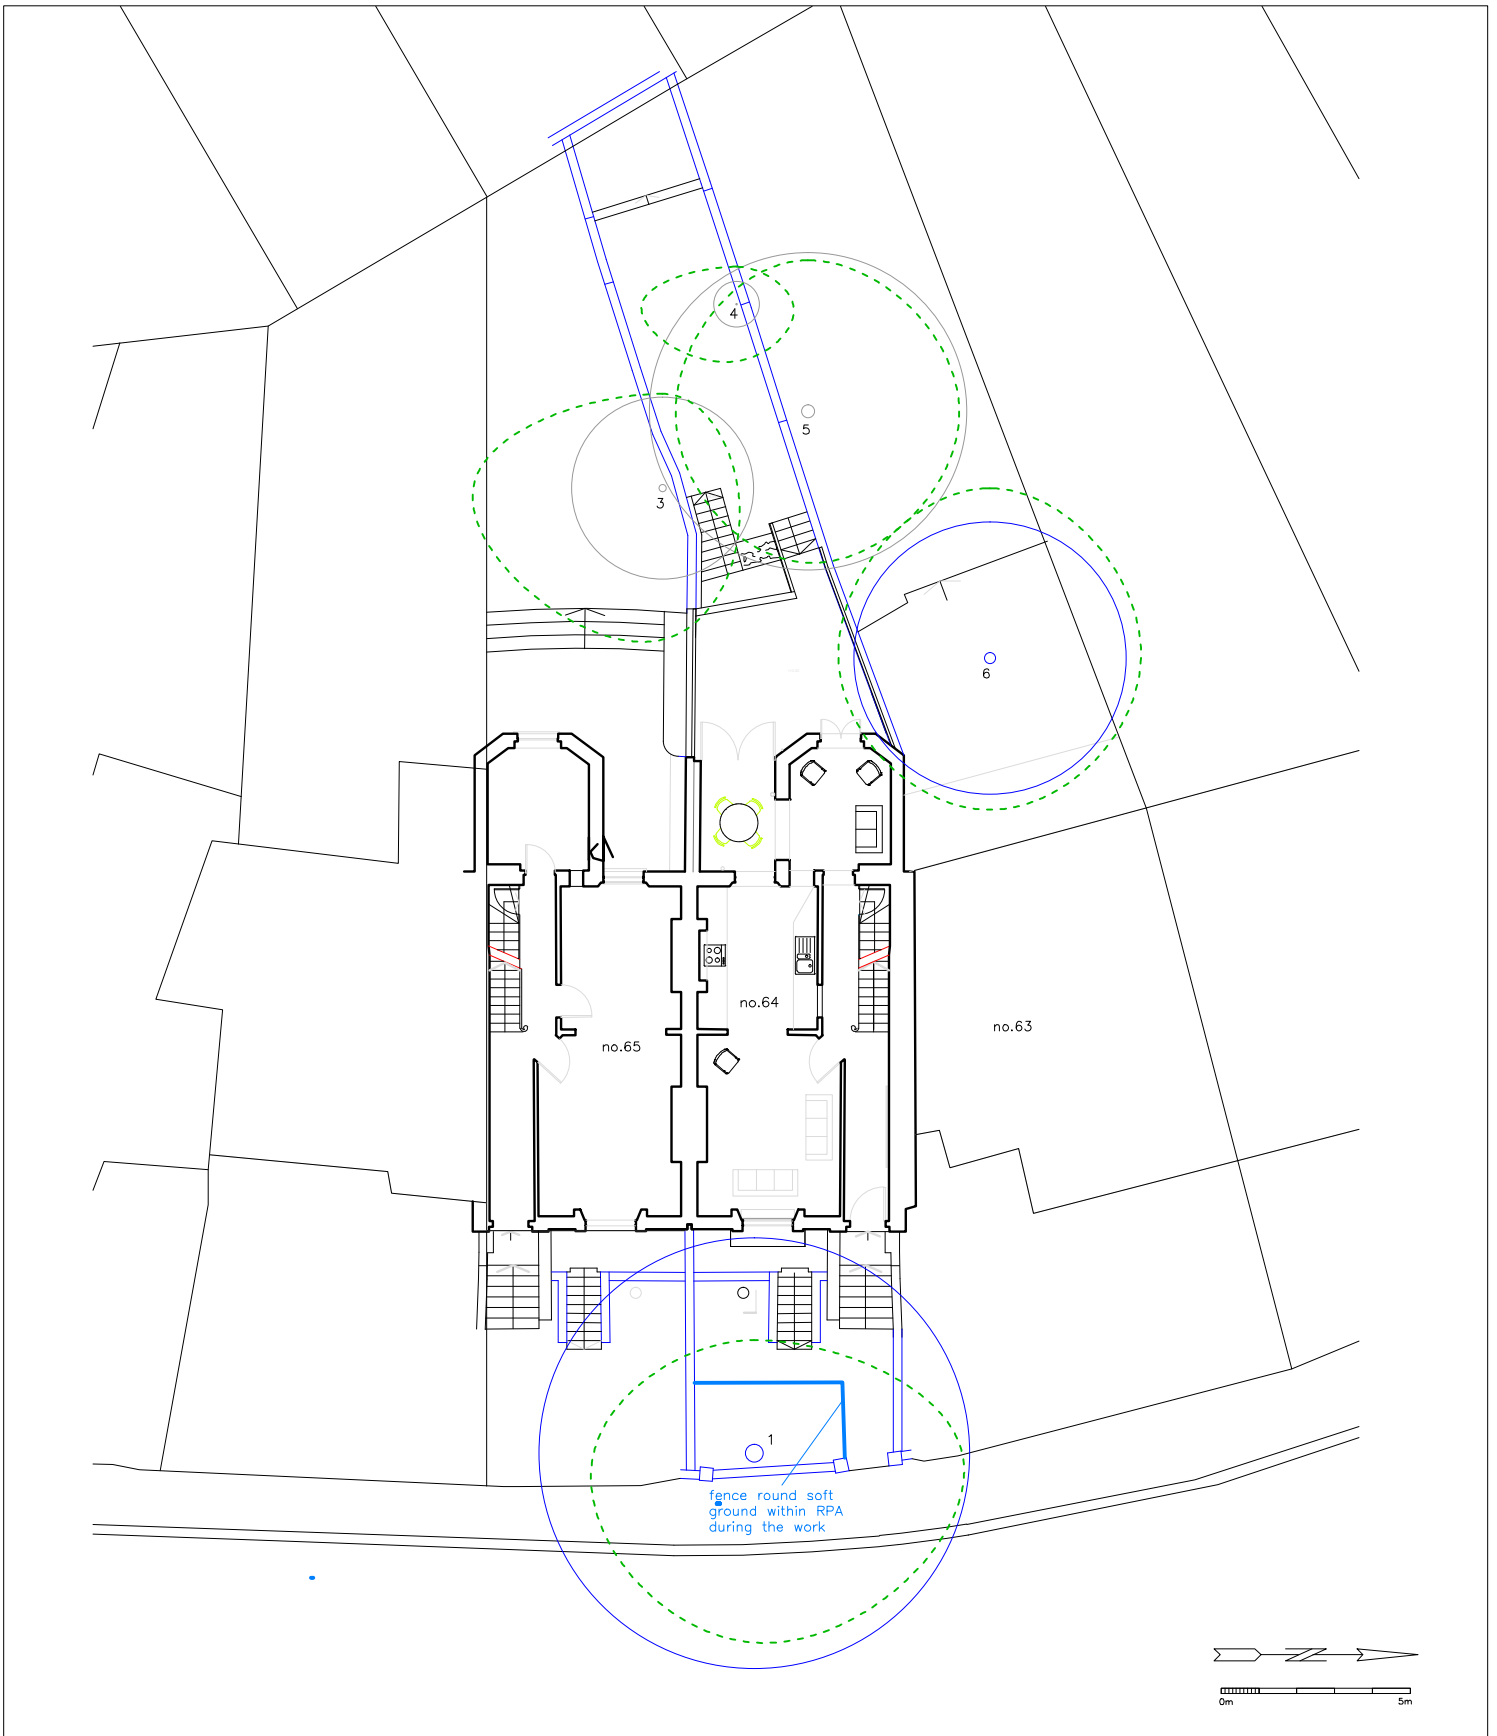 4
5
3
6
no.64
no.63
no.65
1
fence round soft
ground within RPA
during the work
N
0m 5m